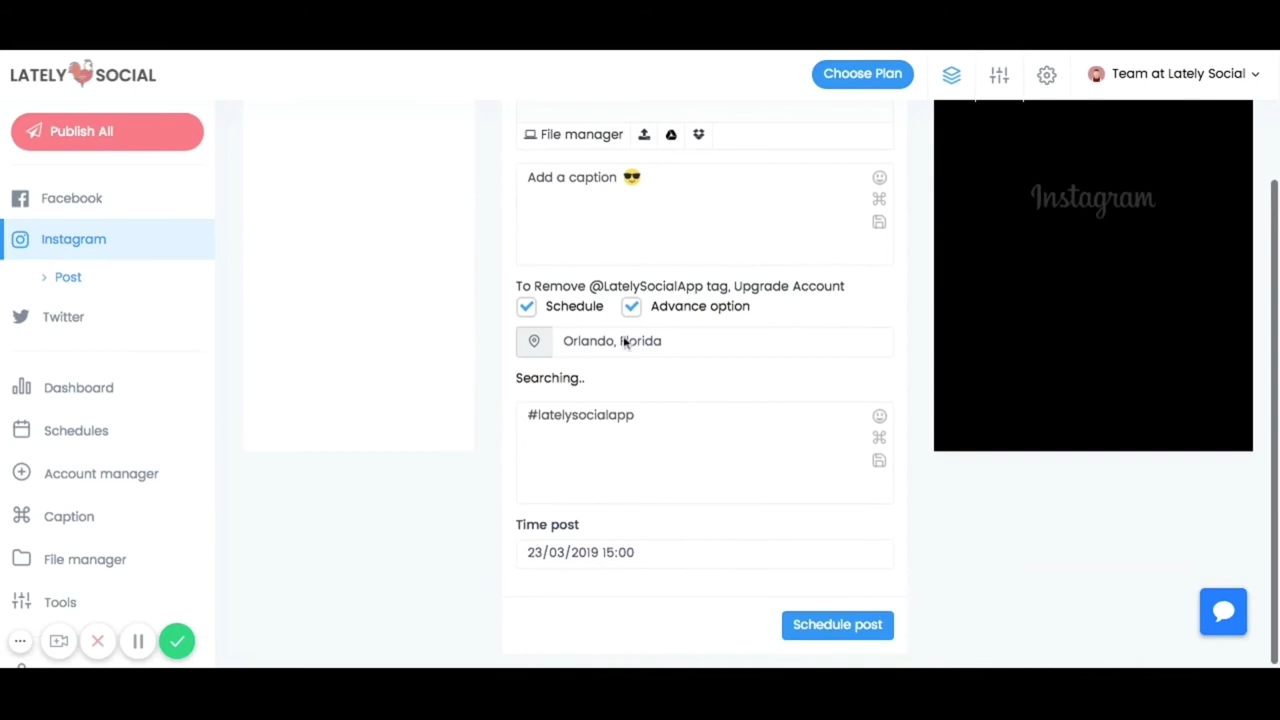 LATELY SOCIAL
Choose Plan
Team at Lately Social
Publish All
Facebook
Instagram
> Post
Twitter
Dashboard
Schedules
Account manager
Caption
File manager
Tools
File manager
Add a caption 😎
To Remove @LatelySocialApp tag, Upgrade Account
Schedule
Advance option
Orlando, Florida
Searching..
#latelysocialapp
Time post
23/03/2019 15:00
Schedule post
Instagram